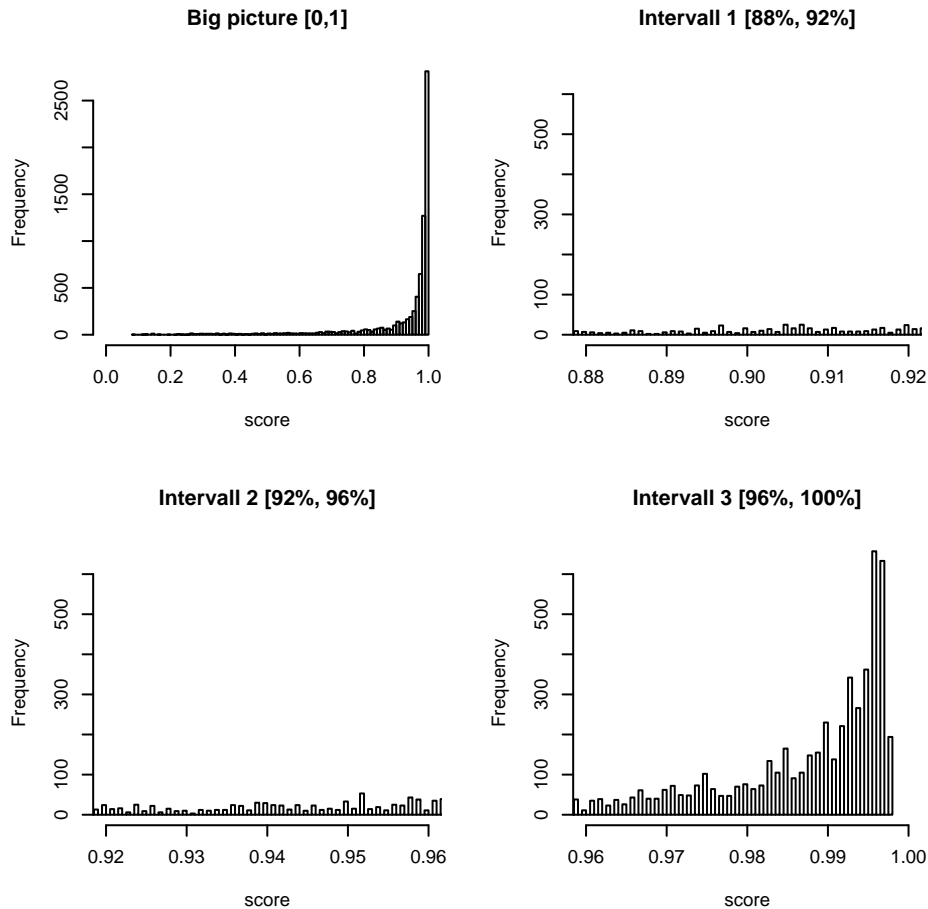 Big picture [0,1]
Frequency
2500
1500
500
0
0.0 0.2 0.4 0.6 0.8 1.0
score
Intervall 1 [88%, 92%]
Frequency
500
300
100
0
0.88 0.89 0.90 0.91 0.92
score
Intervall 2 [92%, 96%]
Frequency
500
300
100
0
0.92 0.93 0.94 0.95 0.96
score
Intervall 3 [96%, 100%]
Frequency
500
300
100
0
0.96 0.97 0.98 0.99 1.00
score